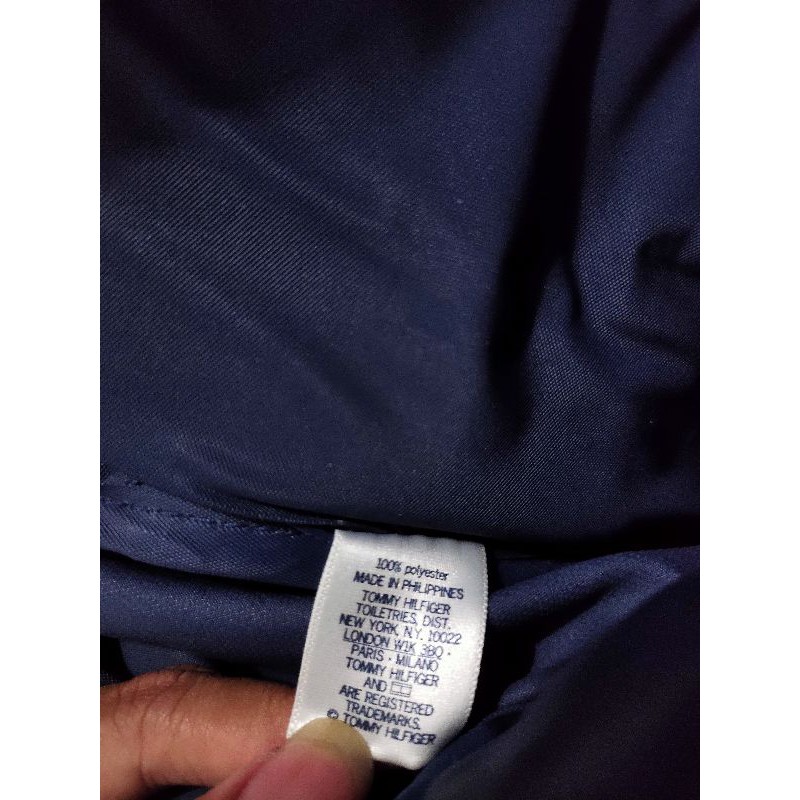 100% polyester
MADE IN PHILIPPINES
TOMMY HILFIGER
TOILETRIES, DIST.
NEW YORK, N.Y. 10022
LONDON W1K 3BQ •
PARIS • MILANO
TOMMY HILFIGER
AND
ARE REGISTERED
TRADEMARKS.
© TOMMY HILFIGER